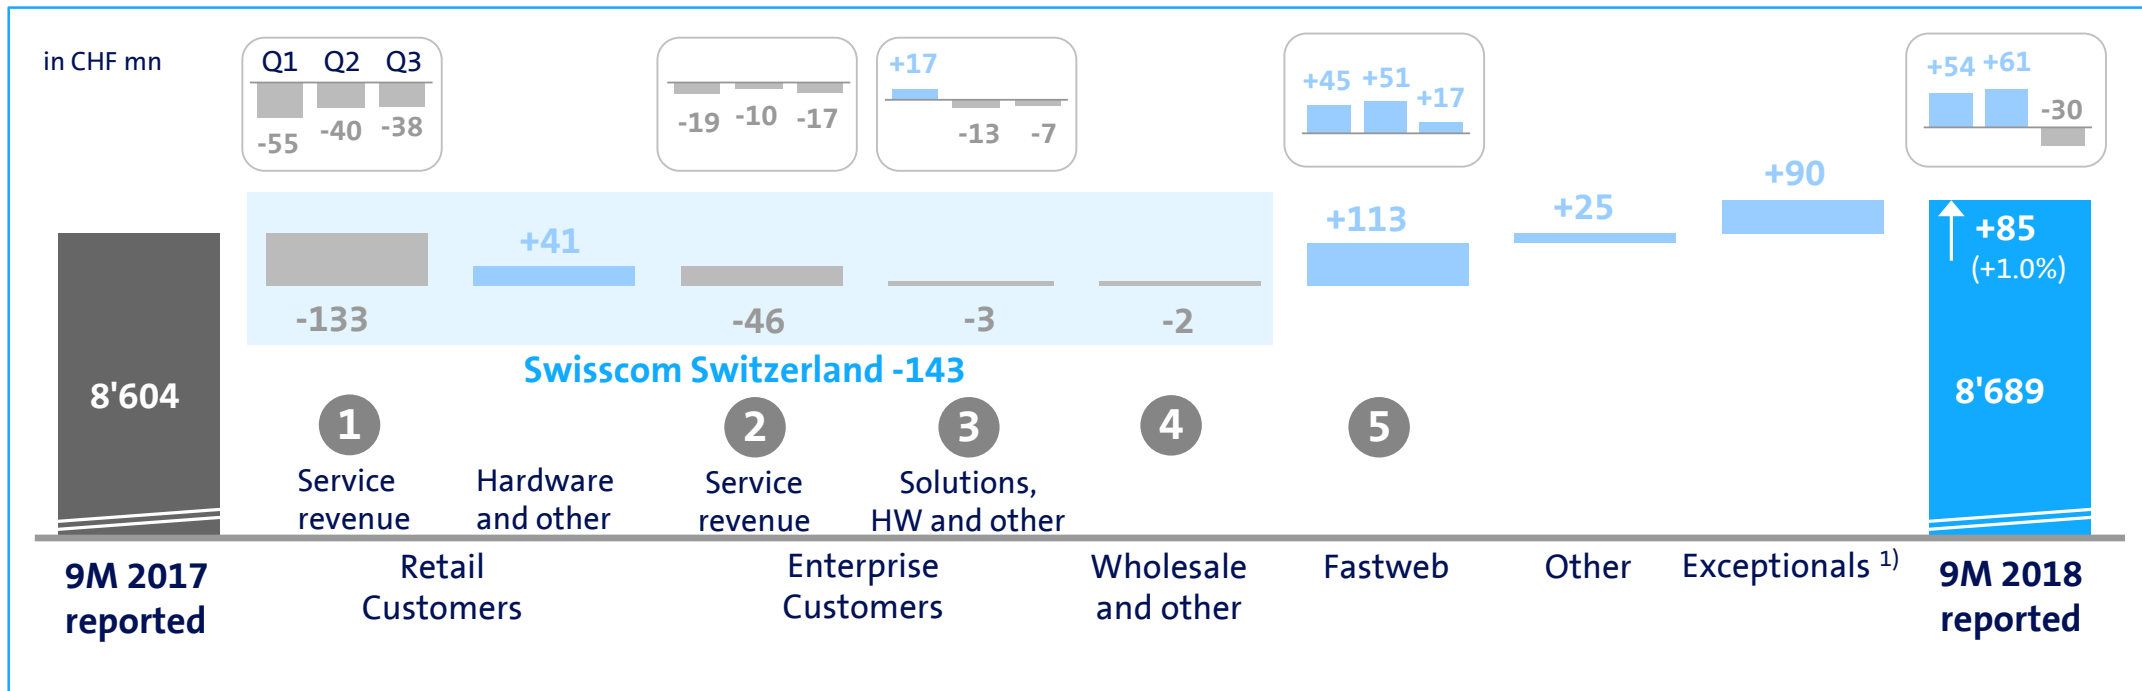 in CHF mn
Q1 Q2 Q3
-55 -40 -38
-19 -10 -17
+17 -13 -7
+45 +51 +17
+54 +61 -30
-133
+41
-46
-3
-2
+113
+25
+90
+85
(+1.0%)
Swisscom Switzerland -143
8'604
8'689
1
2
3
4
5
Service
revenue
Hardware
and other
Service
revenue
Solutions,
HW and other
9M 2017
reported
Retail
Customers
Enterprise
Customers
Wholesale
and other
Fastweb
Other
Exceptionals 1)
9M 2018
reported